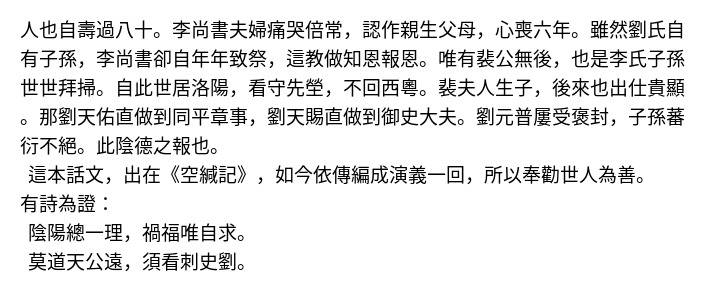 人也自壽過八十。李尚書夫婦痛哭倍常，認作親生父母，心喪六年。雖然劉氏自
有子孫，李尚書卻自年年致祭，這教做知恩報恩。唯有裴公無後，也是李氏子孫
世世拜掃。自此世居洛陽，看守先塋，不回西粵。裴夫人生子，後來也出仕貴顯
。那劉天佑直做到同平章事，劉天賜直做到御史大夫。劉元普屢受褒封，子孫蕃
衍不絕。此陰德之報也。
這本話文，出在《空緘記》，如今依傳編成演義一回，所以奉勸世人為善。
有詩為證：
陰陽總一理，禍福唯自求。
莫道天公遠，須看刺史劉。